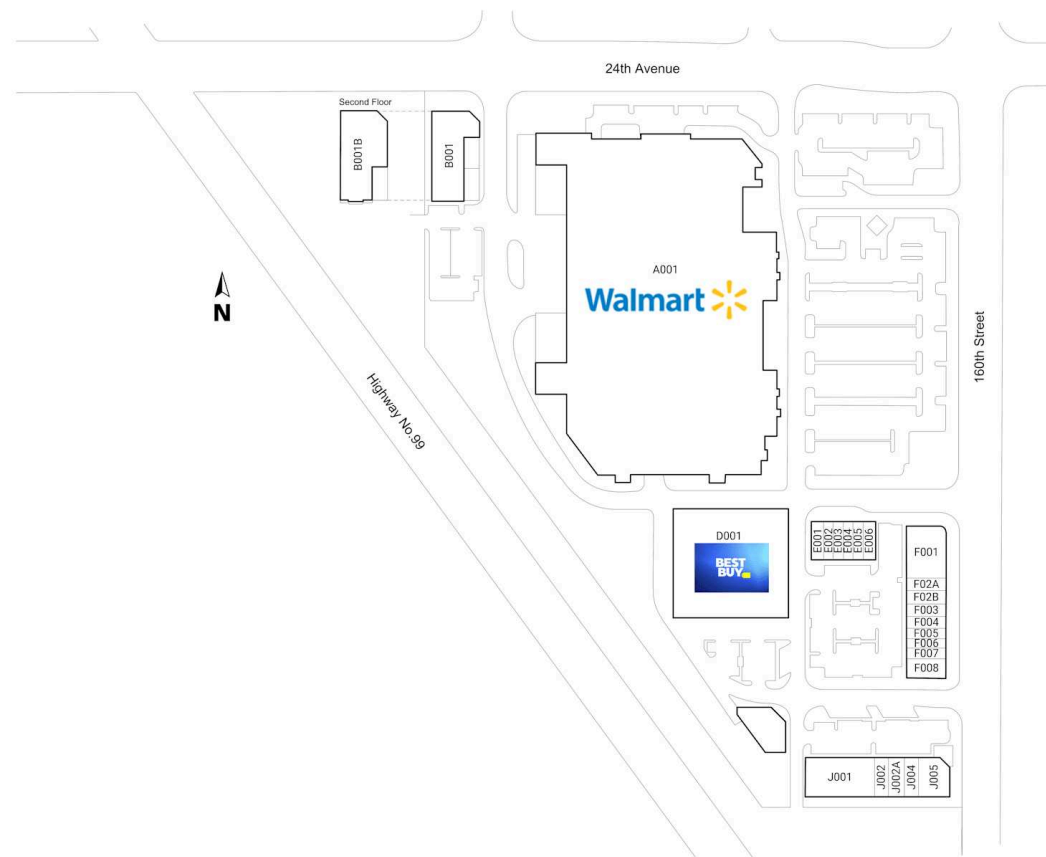 24th Avenue
Second Floor
B001B
B001
A001
Walmart
N
160th Street
Highway No.99
D001
BEST
BUY
E001
E002
E003
E004
E005
E006
F001
F02A
F02B
F003
F004
F005
F006
F007
F008
J001
J002
J002A
J004
J005